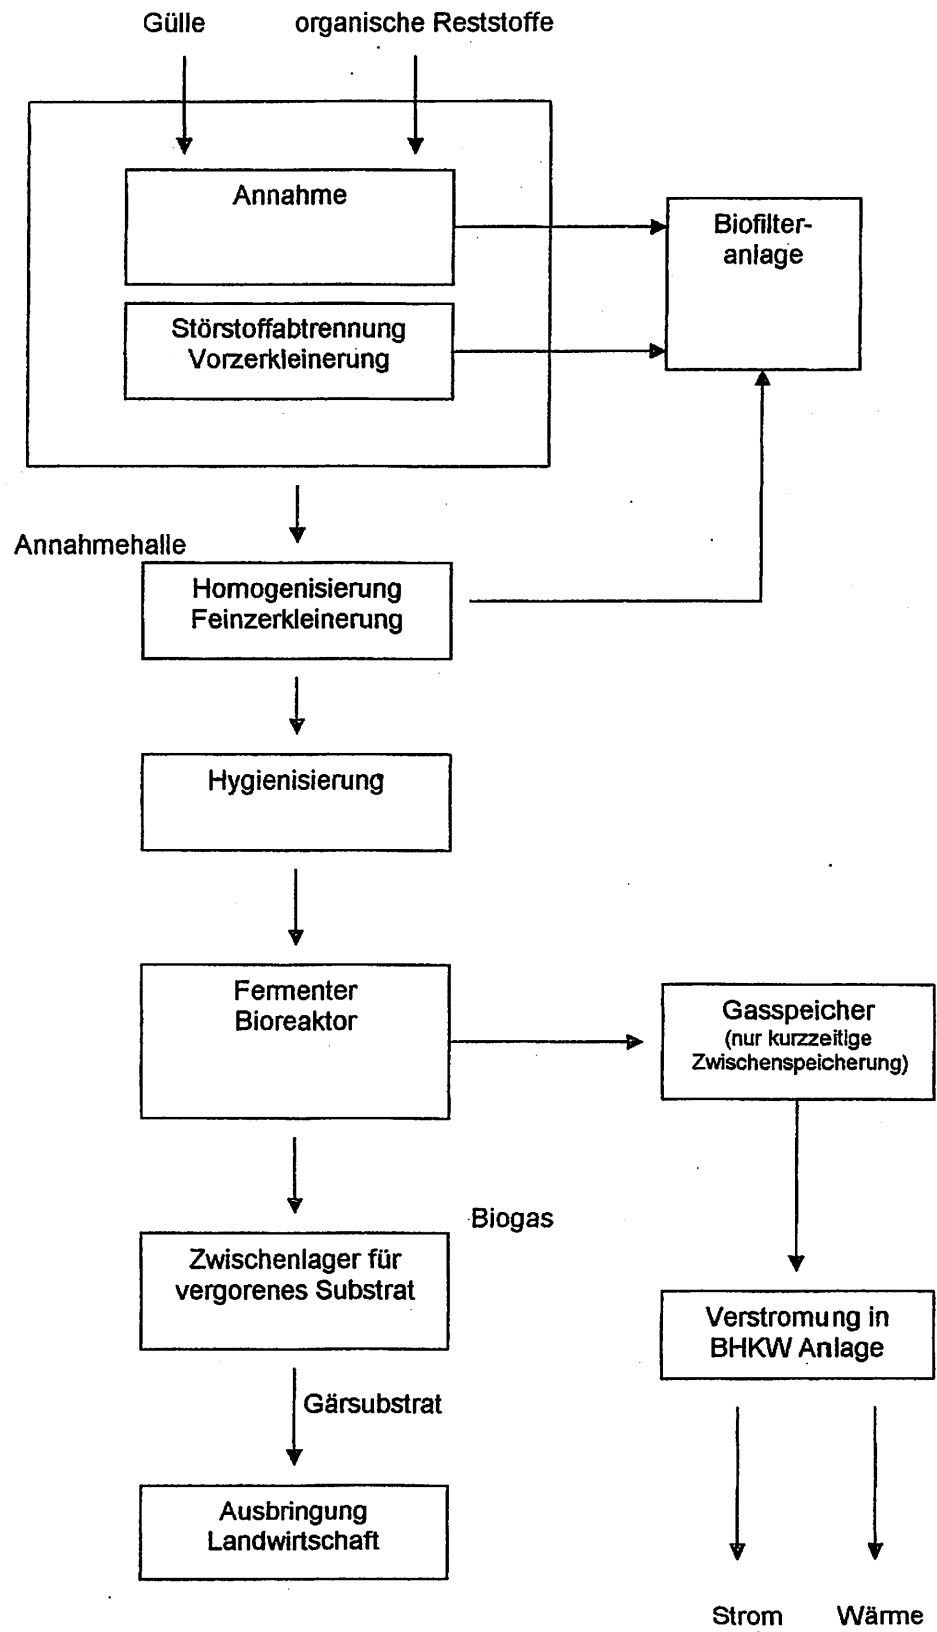 Gülle
organische Reststoffe
Annahme
Biofilter-
anlage
Störstoffabtrennung
Vorzerkleinerung
Annahmehalle
Homogenisierung
Feinzerkleinerung
Hygienisierung
Fermenter
Bioreaktor
Gasspeicher
(nur kurzzeitige
Zwischenspeicherung)
Biogas
Zwischenlager für
vergorenes Substrat
Verstromung in
BHKW Anlage
Gärsubstrat
Ausbringung
Landwirtschaft
Strom
Wärme